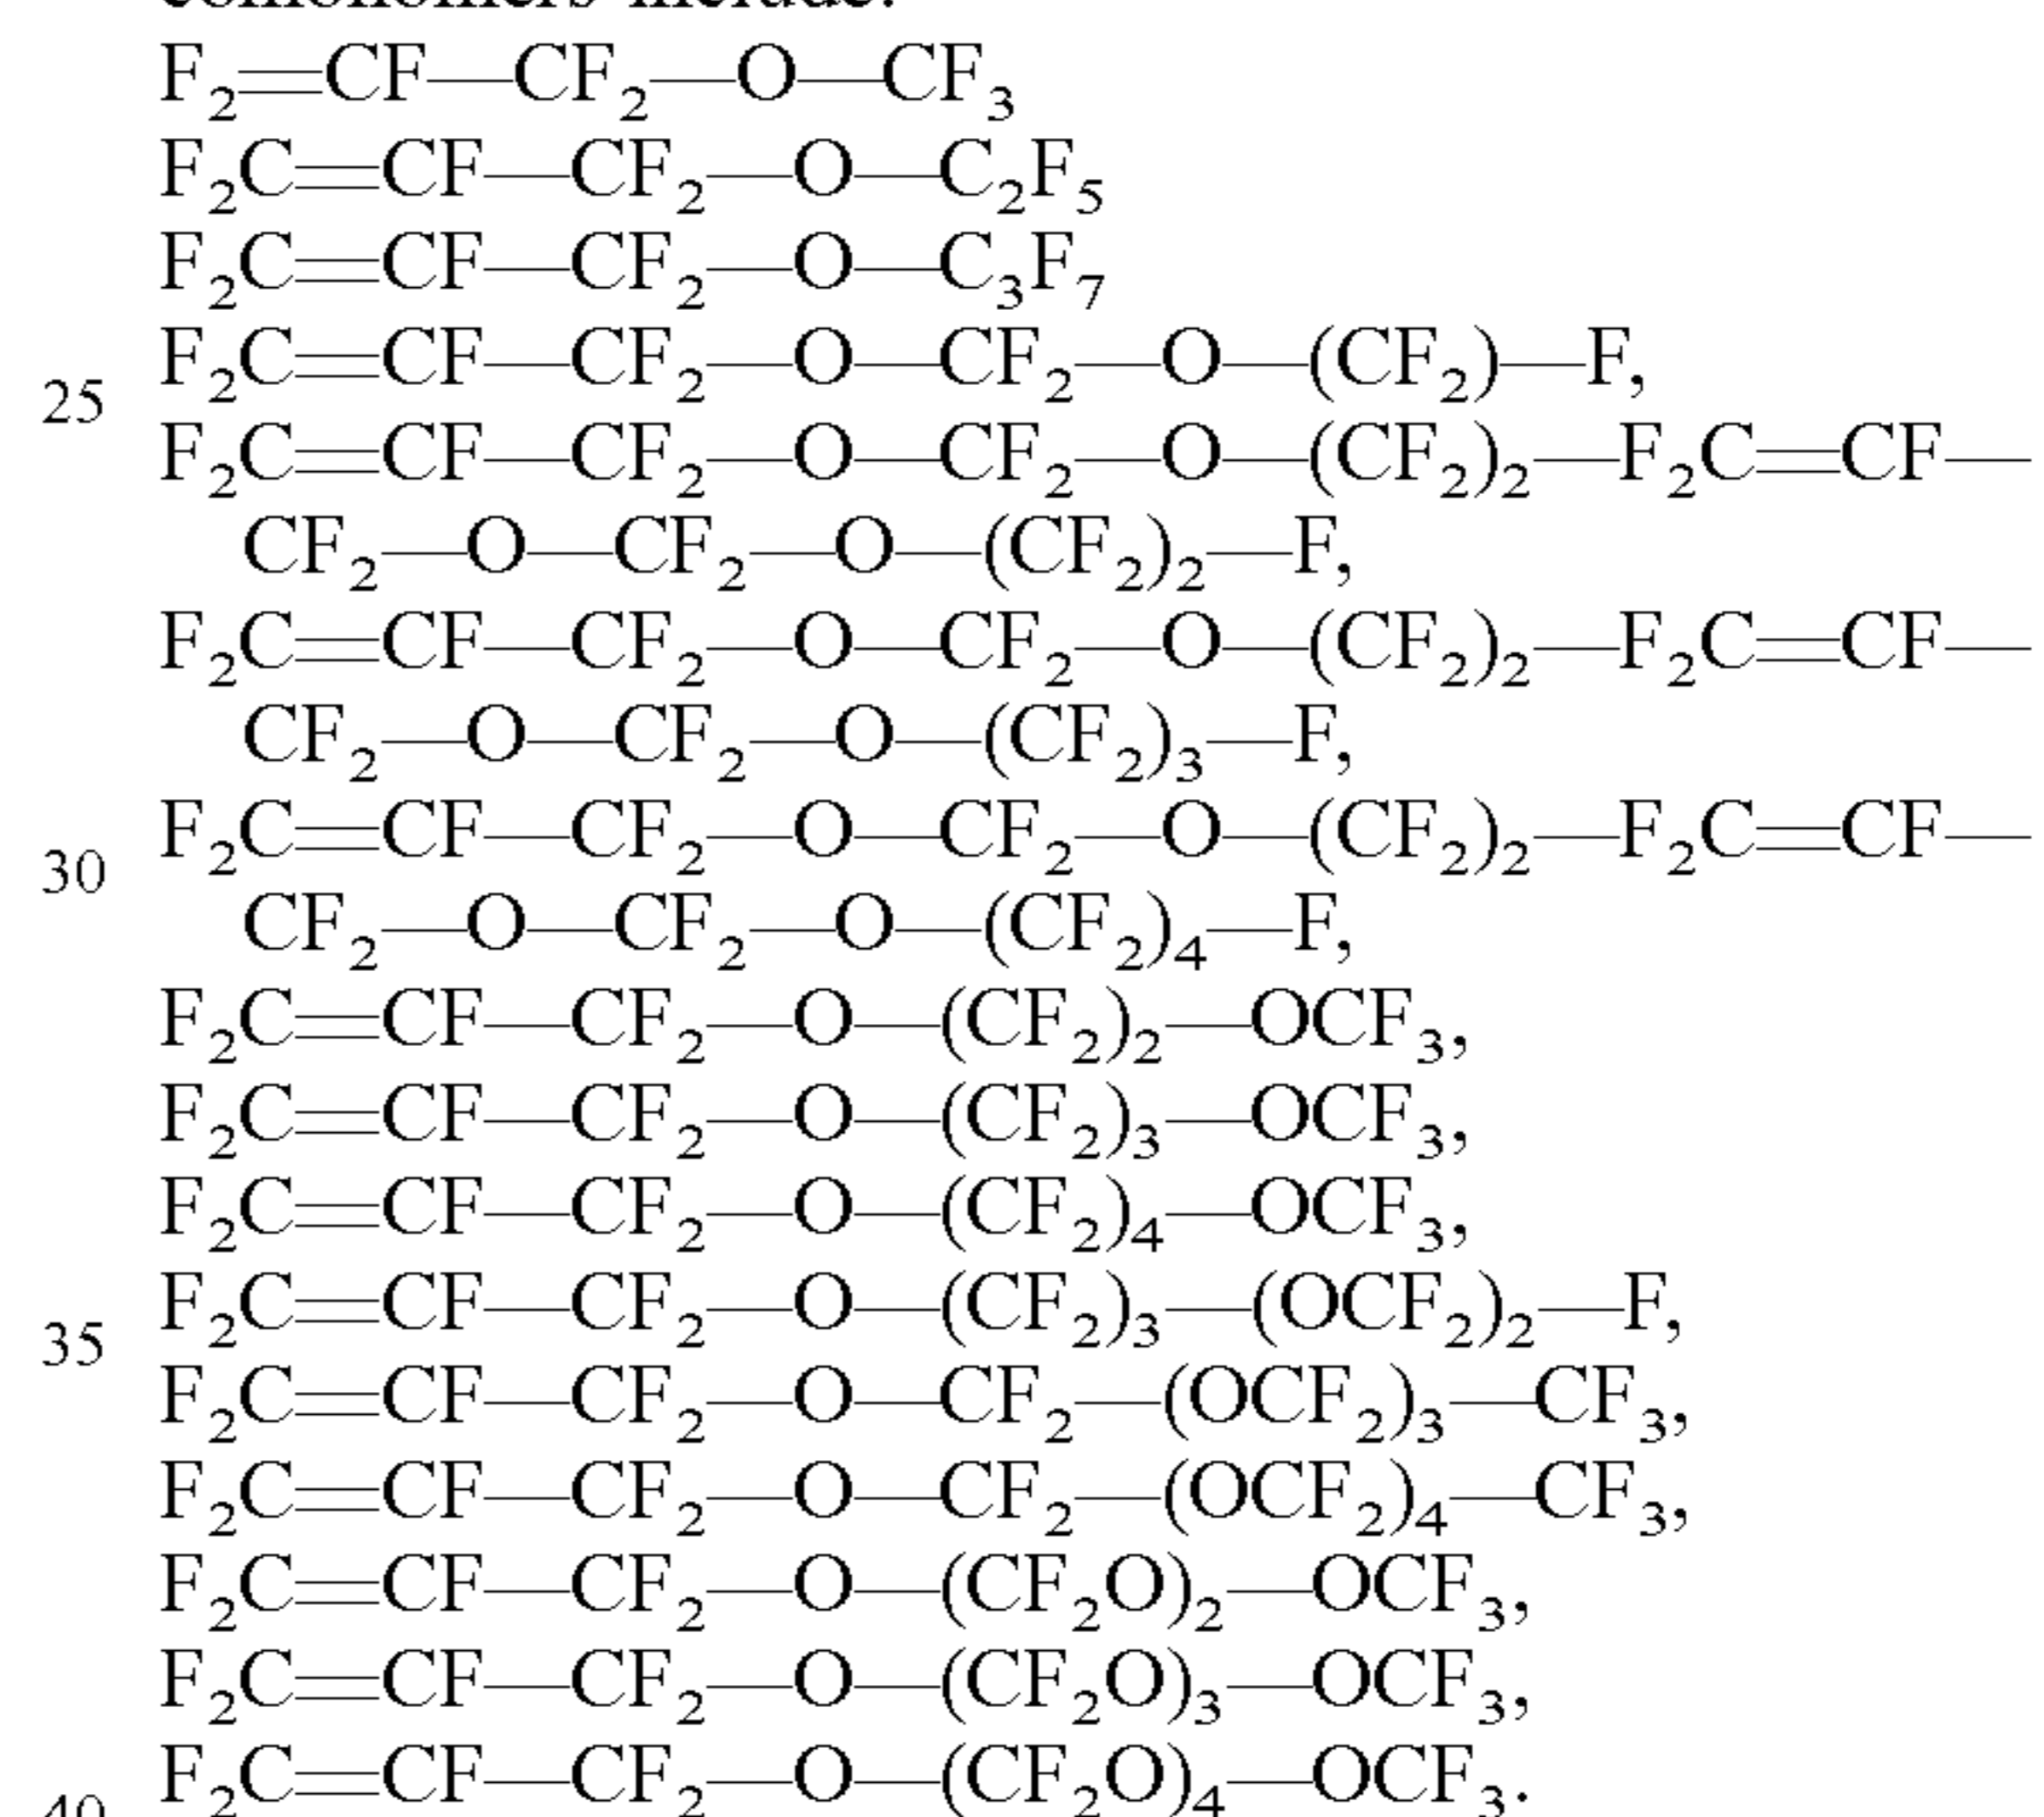 comonomers include:
F₂═CF—CF₂—O—CF₃
F₂C═CF—CF₂—O—C₂F₅
F₂C═CF—CF₂—O—C₃F₇
25 F₂C═CF—CF₂—O—CF₂—O—(CF₂)—F,
F₂C═CF—CF₂—O—CF₂—O—(CF₂)₂—F₂C═CF—
CF₂—O—CF₂—O—(CF₂)₂—F,
F₂C═CF—CF₂—O—CF₂—O—(CF₂)₂—F₂C═CF—
CF₂—O—CF₂—O—(CF₂)₃—F,
30 F₂C═CF—CF₂—O—CF₂—O—(CF₂)₂—F₂C═CF—
CF₂—O—CF₂—O—(CF₂)₄—F,
F₂C═CF—CF₂—O—(CF₂)₂—OCF₃,
F₂C═CF—CF₂—O—(CF₂)₃—OCF₃,
F₂C═CF—CF₂—O—(CF₂)₄—OCF₃,
35 F₂C═CF—CF₂—O—(CF₂)₃—(OCF₂)₂—F,
F₂C═CF—CF₂—O—CF₂—(OCF₂)₃—CF₃,
F₂C═CF—CF₂—O—CF₂—(OCF₂)₄—CF₃,
F₂C═CF—CF₂—O—(CF₂O)₂—OCF₃,
F₂C═CF—CF₂—O—(CF₂O)₃—OCF₃,
40 F₂C═CF—CF₂—O—(CF₂O)₄—OCF₃.